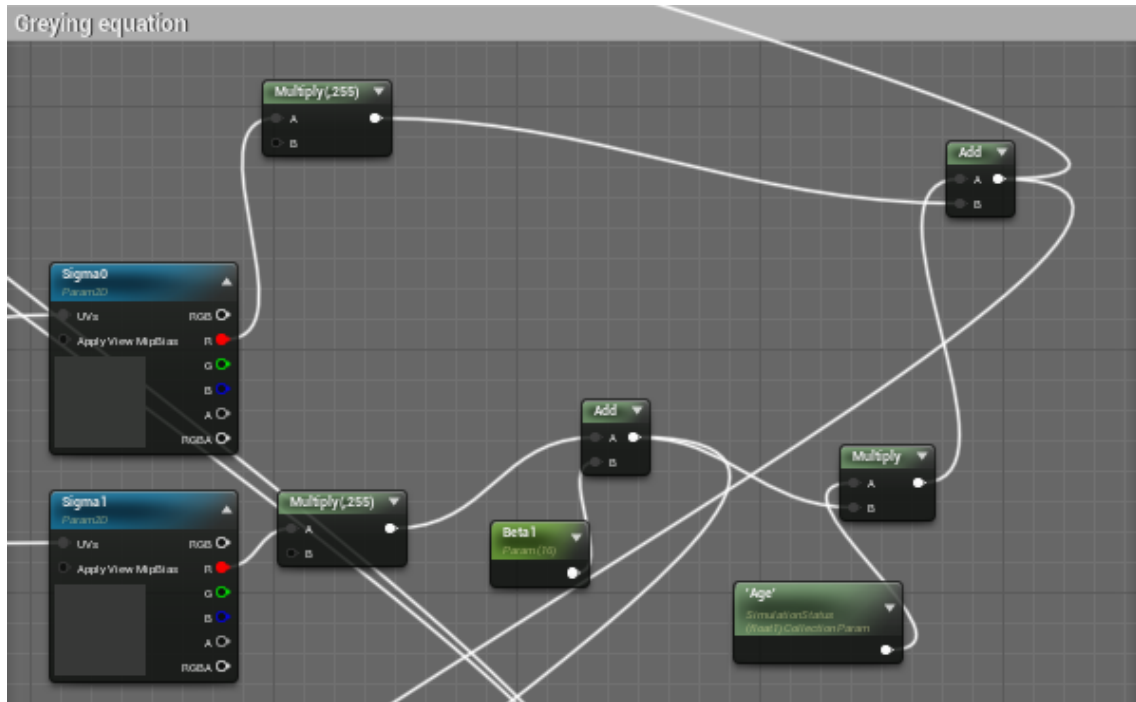 Greying equation
Multiply(,255)
A
B
Add
A
B
Sigma0
Param2D
UVs RGB
Apply View MipBias R
G
B
A
RGBA
Add
A
B
Multiply
A
B
Sigma1
Param2D
UVs RGB
Apply View MipBias R
G
B
A
RGBA
Multiply(,255)
A
B
Beta1
Param (16)
'Age'
SimulationStatus
(float1) Collection Param